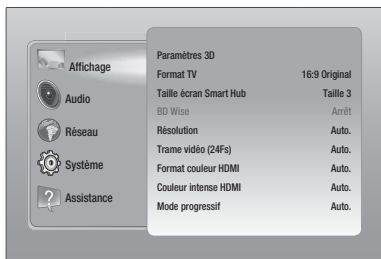 Affichage
Audio
Réseau
Système
Assistance
Paramètres 3D
Format TV 16:9 Original
Taille écran Smart Hub Taille 3
BD Wise Arrêt
Résolution Auto.
Trame vidéo (24Fs) Auto.
Format couleur HDMI Auto.
Couleur intense HDMI Auto.
Mode progressif Auto.